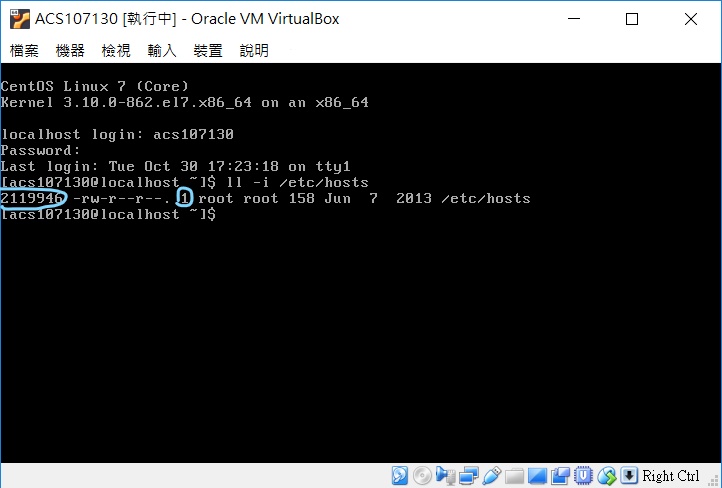 ACS107130 [執行中] - Oracle VM VirtualBox
檔案 機器 檢視 輸入 裝置 說明
CentOS Linux 7 (Core)
Kernel 3.10.0-862.el7.x86_64 on an x86_64
localhost login: acs107130
Password:
Last login: Tue Oct 30 17:23:18 on tty1
[acs107130@localhost ~]$ ll -i /etc/hosts
2119946 -rw-r--r--. 1 root root 158 Jun  7  2013 /etc/hosts
[acs107130@localhost ~]$
Right Ctrl